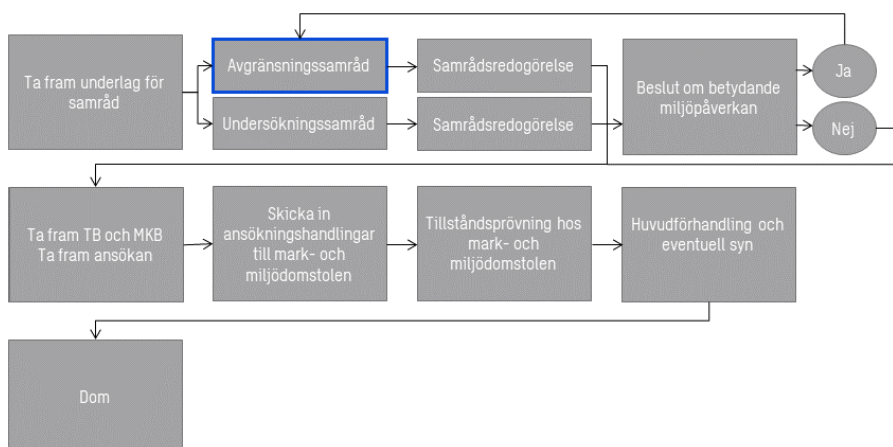 Ta fram underlag för
samråd
Avgränsningssamråd
Samrådsredogörelse
Undersökningssamråd
Samrådsredogörelse
Beslut om betydande
miljöpåverkan
Ja
Nej
Ta fram TB och MKB
Ta fram ansökan
Skicka in
ansökningshandlingar
till mark- och
miljödomstolen
Tillståndsprövning hos
mark- och
miljödomstolen
Huvudförhandling och
eventuell syn
Dom